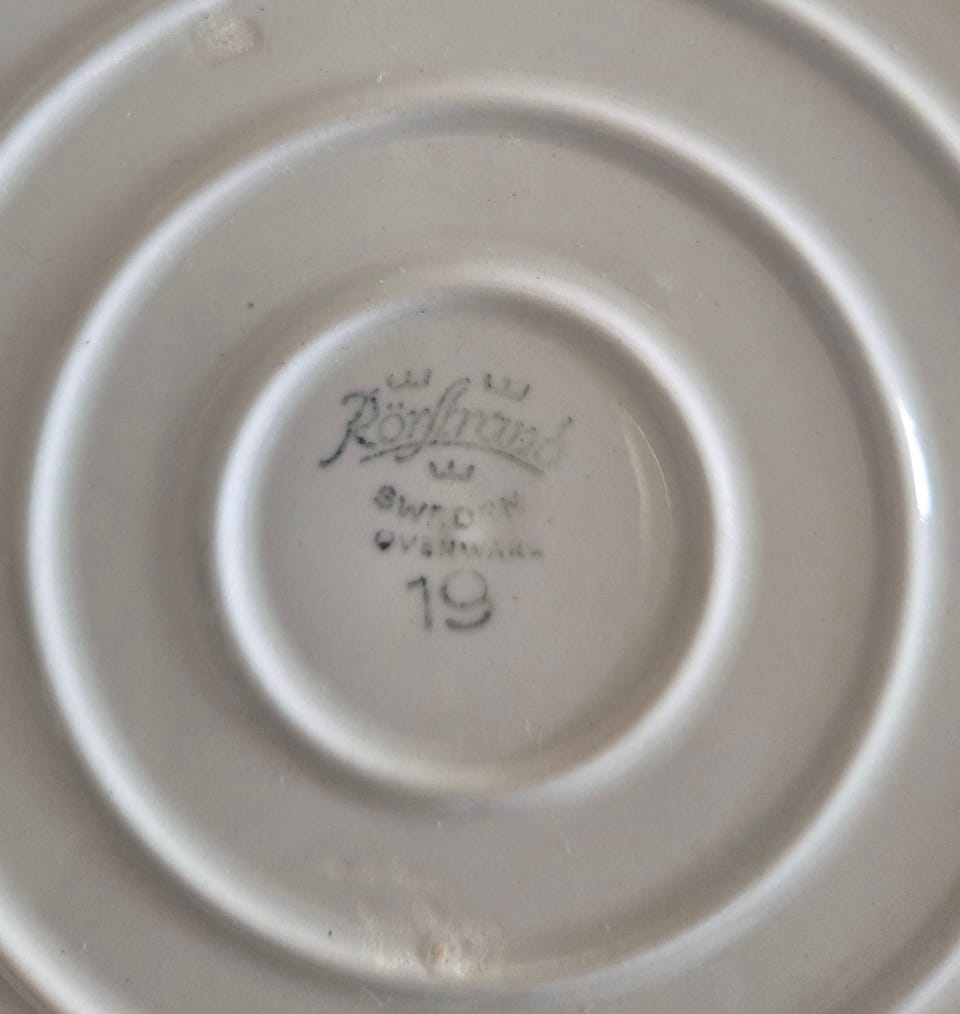 Rörstrand
SWEDEN
OVENWARE
19